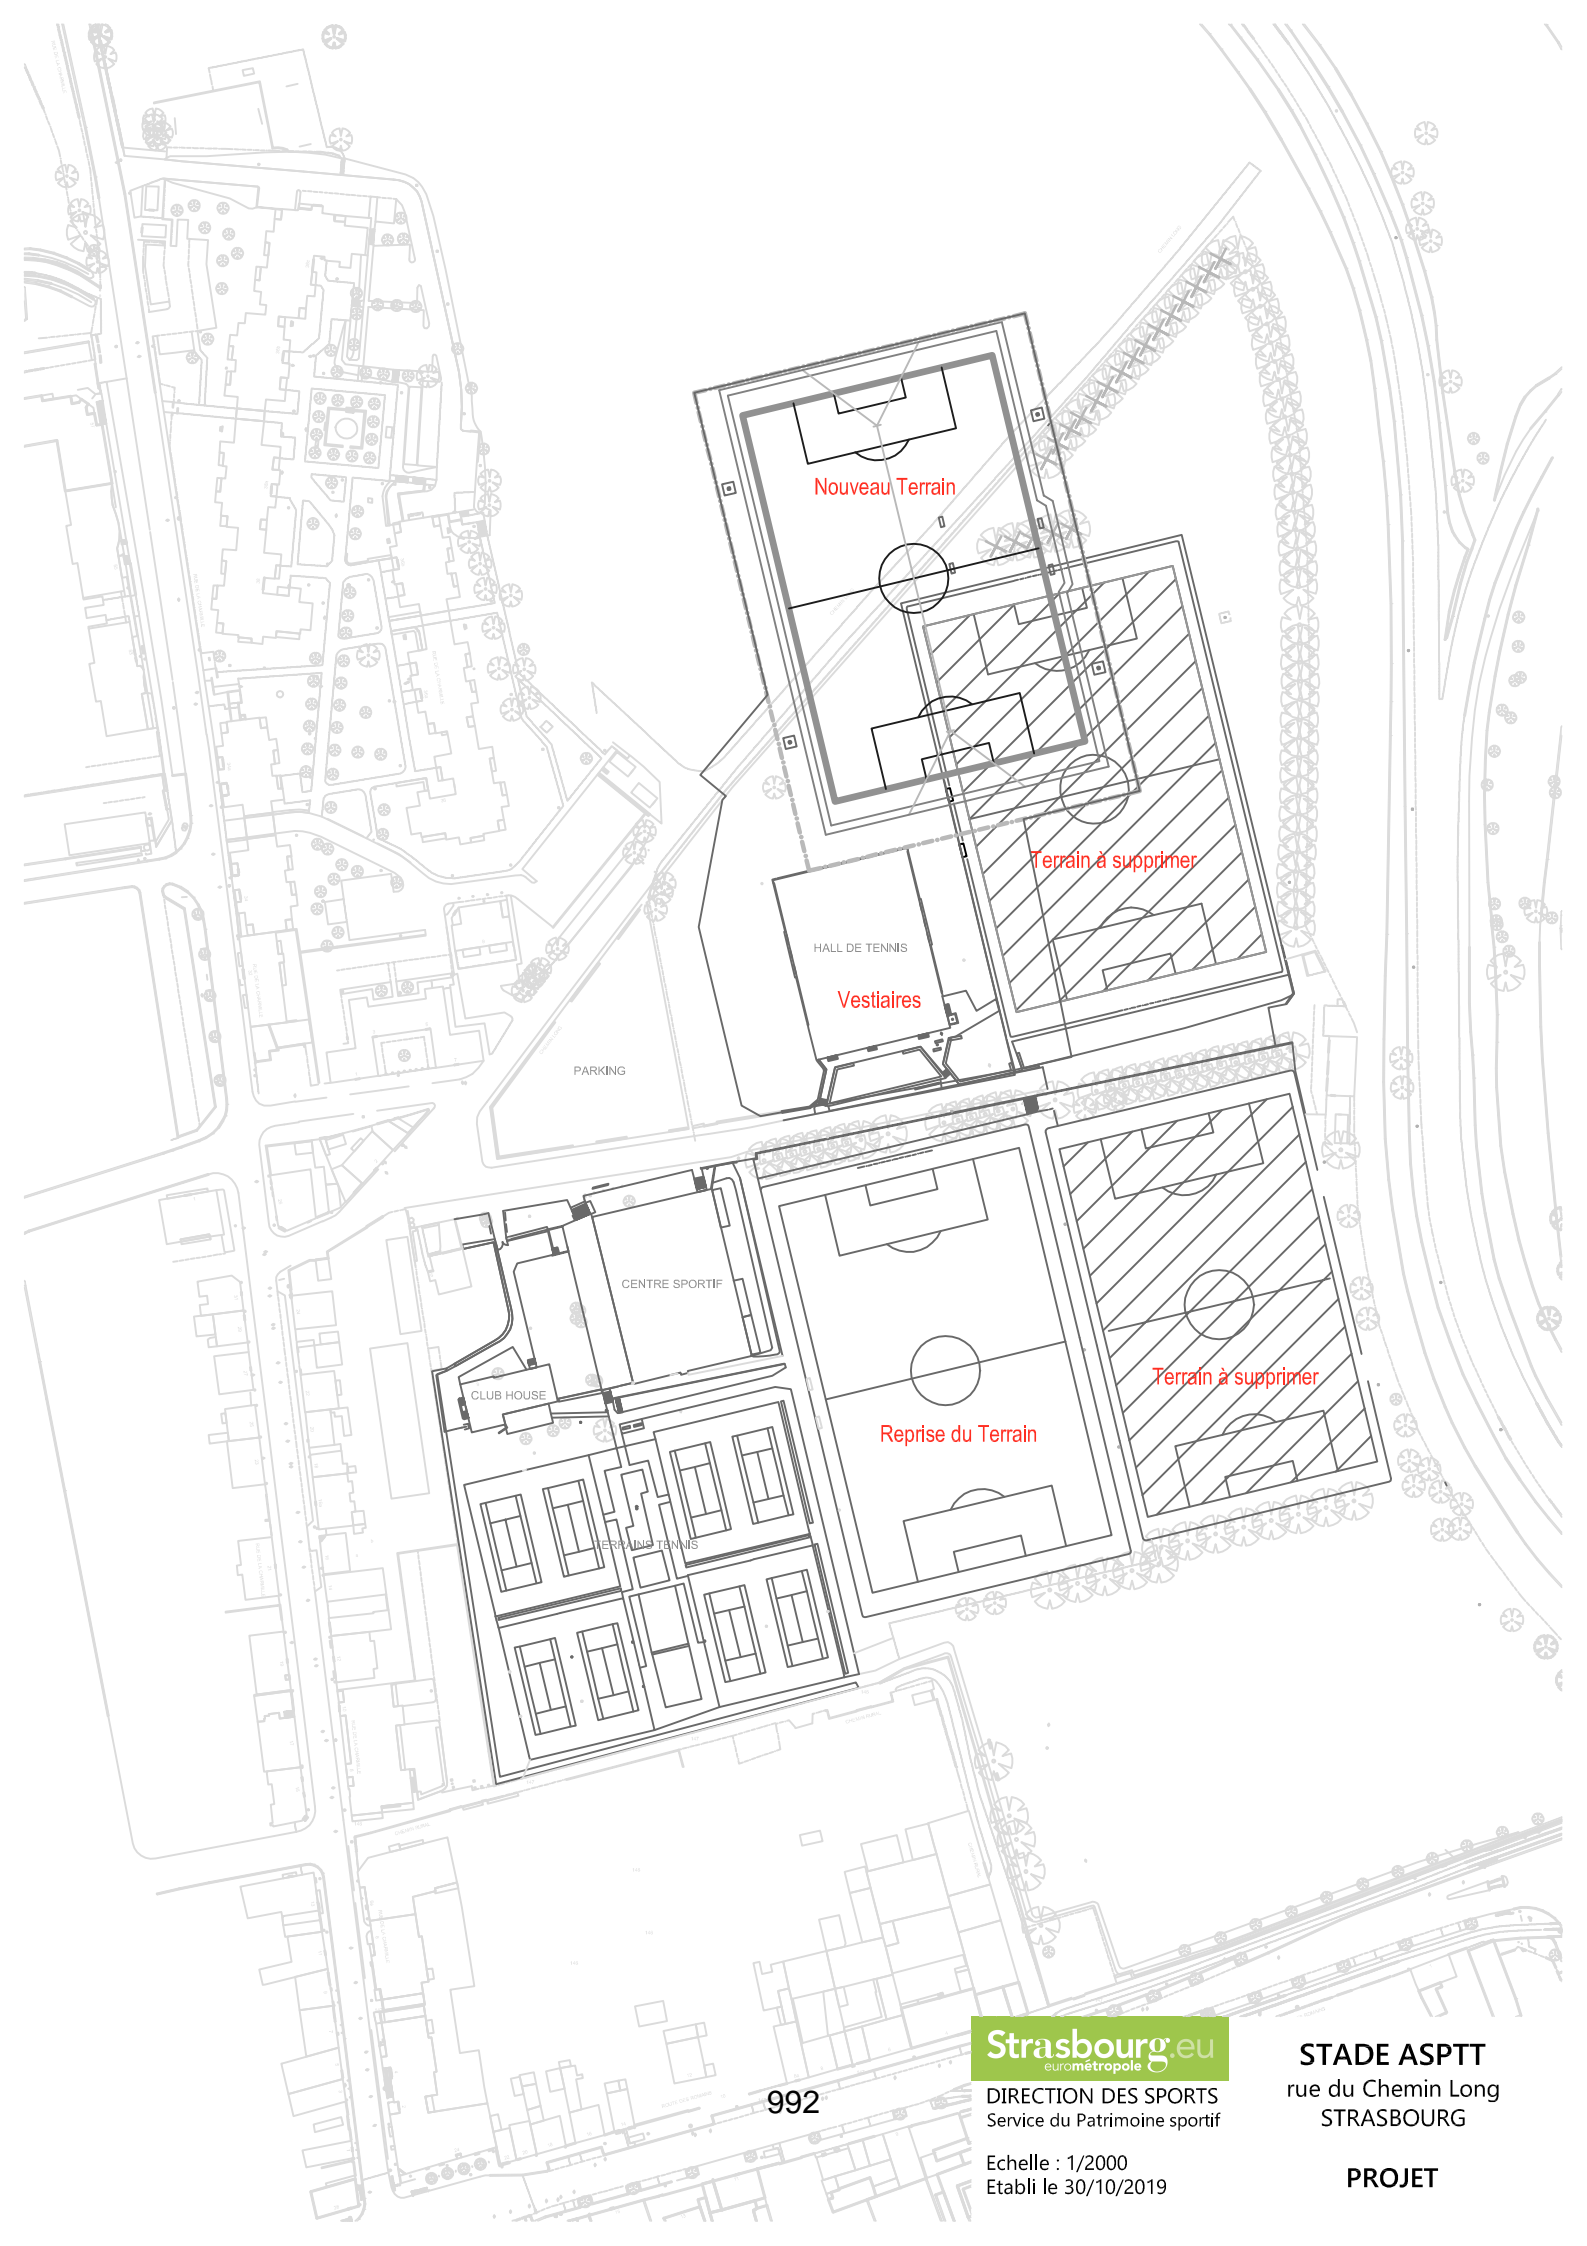 Nouveau Terrain
Terrain à supprimer
HALL DE TENNIS
Vestiaires
PARKING
CENTRE SPORTIF
CLUB HOUSE
Terrain à supprimer
Reprise du Terrain
TERRAINS TENNIS
Strasbourg.eu
eurométropole
DIRECTION DES SPORTS
Service du Patrimoine sportif
Echelle : 1/2000
Etabli le 30/10/2019
STADE ASPTT
rue du Chemin Long
STRASBOURG
PROJET
992